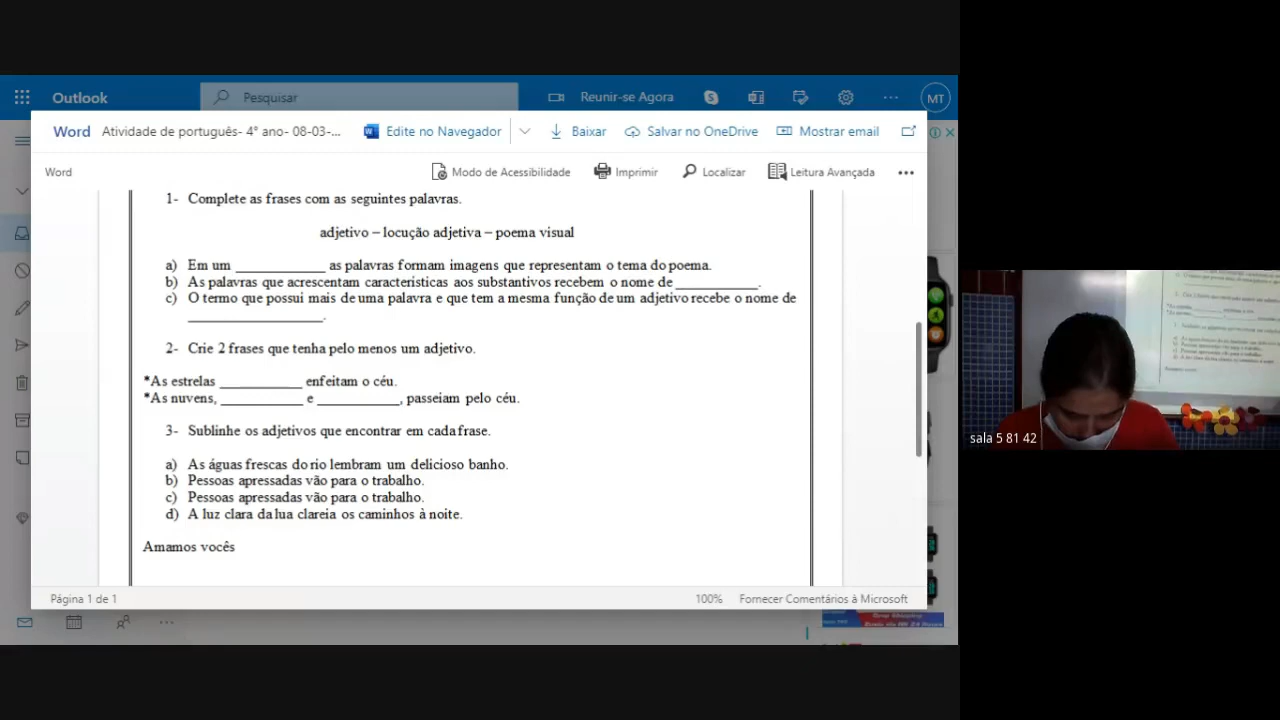 Outlook
Pesquisar
Reunir-se Agora
MT
Word Atividade de português- 4° ano- 08-03-...
Edite no Navegador
Baixar
Salvar no OneDrive
Mostrar email
Word
Modo de Acessibilidade
Imprimir
Localizar
Leitura Avançada
1- Complete as frases com as seguintes palavras.
adjetivo – locução adjetiva – poema visual
a) Em um ____________ as palavras formam imagens que representam o tema do poema.
b) As palavras que acrescentam características aos substantivos recebem o nome de ___________.
c) O termo que possui mais de uma palavra e que tem a mesma função de um adjetivo recebe o nome de
__________________.
2- Crie 2 frases que tenha pelo menos um adjetivo.
*As estrelas ___________ enfeitam o céu.
*As nuvens, ___________ e ___________, passeiam pelo céu.
3- Sublinhe os adjetivos que encontrar em cada frase.
a) As águas frescas do rio lembram um delicioso banho.
b) Pessoas apressadas vão para o trabalho.
c) Pessoas apressadas vão para o trabalho.
d) A luz clara da lua clareia os caminhos à noite.
Amamos vocês
Página 1 de 1
100%
Fornecer Comentários à Microsoft
sala 5 81 42